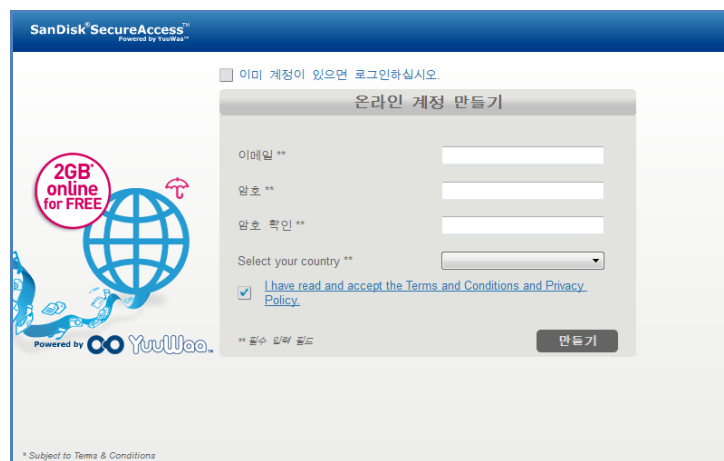 SanDisk® SecureAccess™
Powered by YuuWaa™
이미 계정이 있으면 로그인하십시오.
온라인 계정 만들기
이메일 **
암호 **
암호 확인 **
Select your country **
I have read and accept the Terms and Conditions and Privacy
Policy.
** 필수 입력 필드
만들기
2GB*
online
for FREE
Powered by YuuWaa™
* Subject to Terms & Conditions